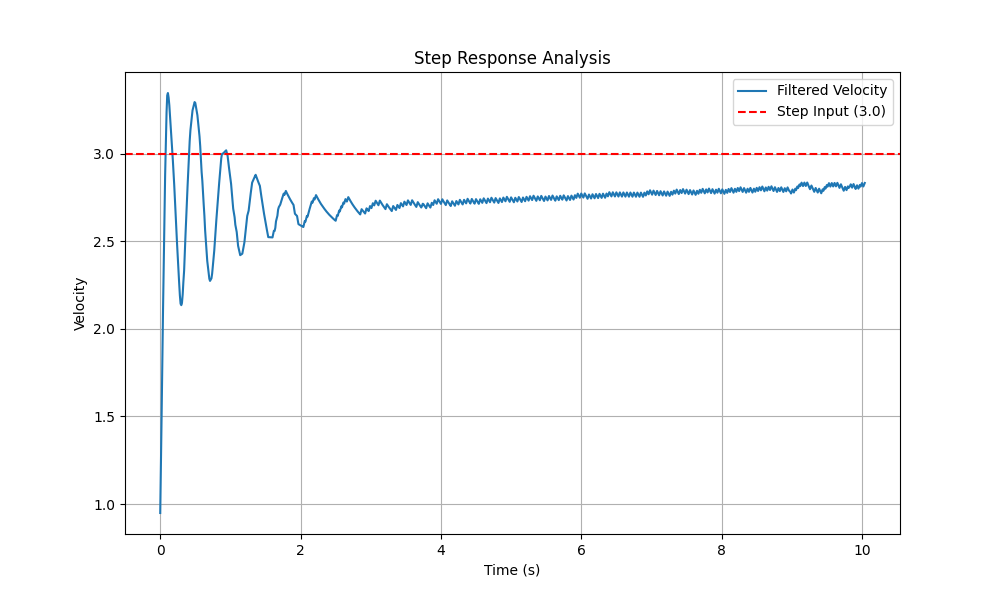 Step Response Analysis
Filtered Velocity
Step Input (3.0)
Velocity
3.0
2.5
2.0
1.5
1.0
0 2 4 6 8 10
Time (s)